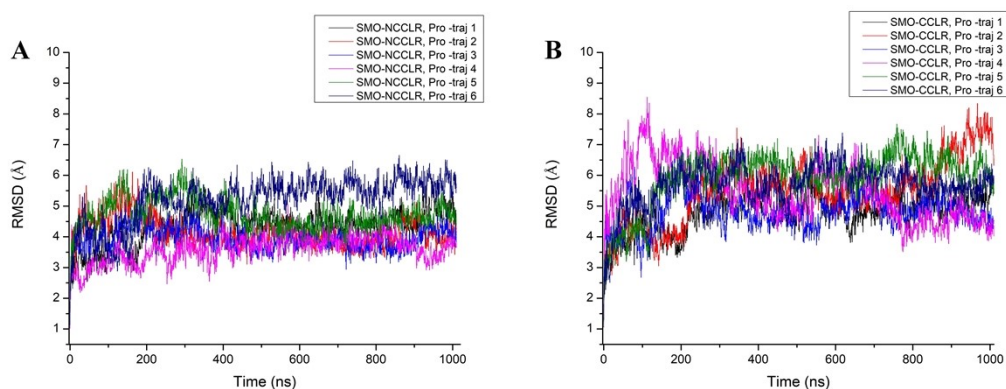 A
SMO-NCCLR, Pro -traj 1
SMO-NCCLR, Pro -traj 2
SMO-NCCLR, Pro -traj 3
SMO-NCCLR, Pro -traj 4
SMO-NCCLR, Pro -traj 5
SMO-NCCLR, Pro -traj 6
10
9
8
7
6
5
4
3
2
1
RMSD (Å)
0 200 400 600 800 1000
Time (ns)
B
SMO-CCLR, Pro -traj 1
SMO-CCLR, Pro -traj 2
SMO-CCLR, Pro -traj 3
SMO-CCLR, Pro -traj 4
SMO-CCLR, Pro -traj 5
SMO-CCLR, Pro -traj 6
10
9
8
7
6
5
4
3
2
1
RMSD (Å)
0 200 400 600 800 1000
Time (ns)